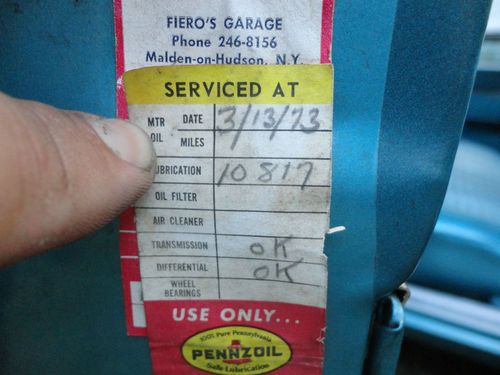 FIERO'S GARAGE
Phone 246-8156
Malden-on-Hudson, N.Y.
SERVICED AT
MTR OIL DATE 3/13/73
MILES
LUBRICATION 10817
OIL FILTER
AIR CLEANER
TRANSMISSION OK
DIFFERENTIAL OK
WHEEL
BEARINGS
USE ONLY...
100% Pure Pennsylvania
PENNZOIL
Safe Lubrication